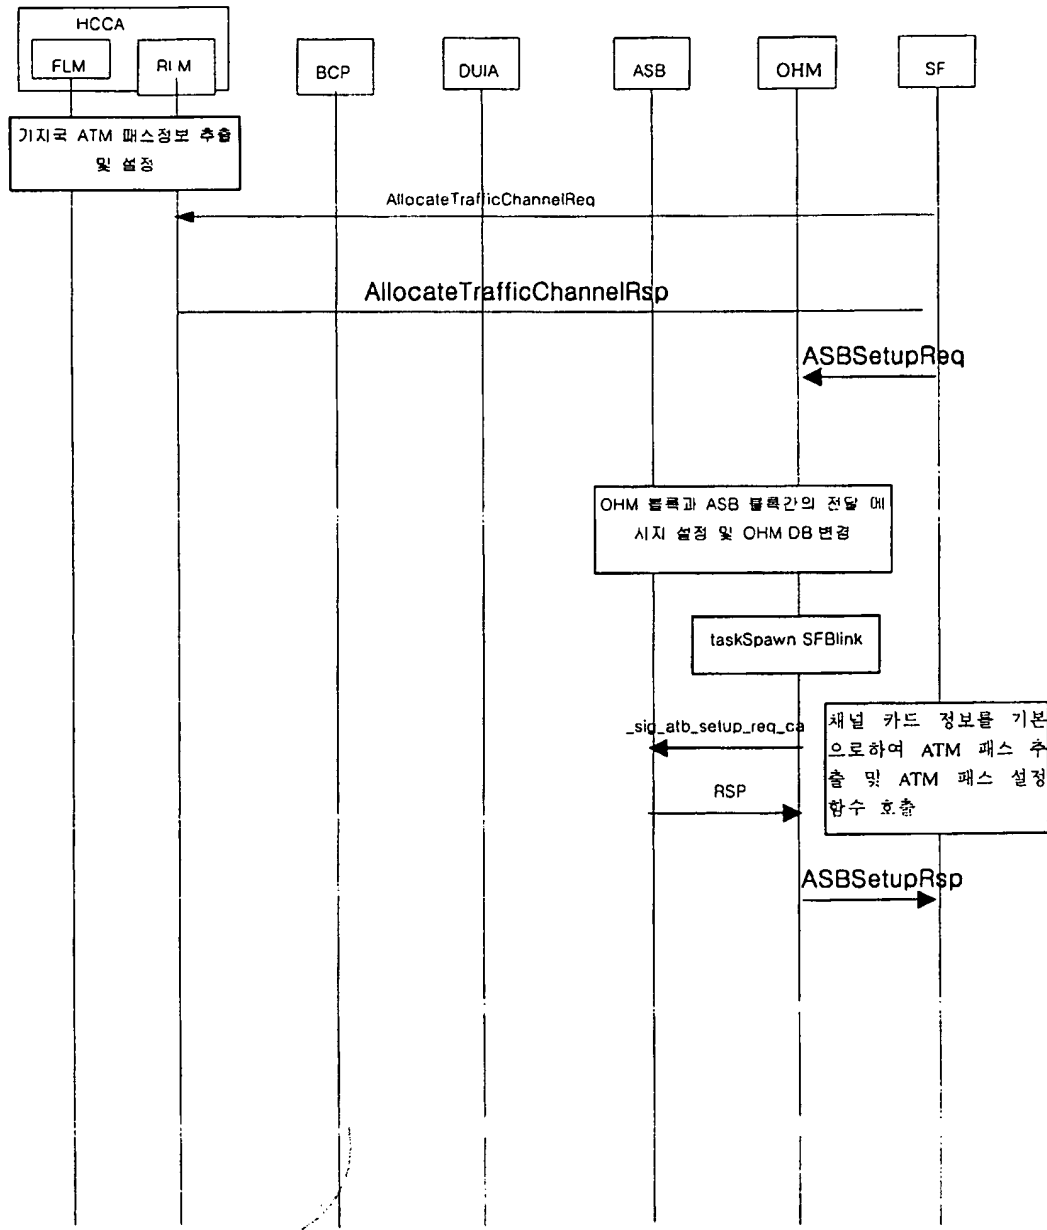 HCCA
FLM
RLM
BCP
DUIA
ASB
OHM
SF
기지국 ATM 패스정보 추출
및 설정
AllocateTrafficChannelReq
AllocateTrafficChannelRsp
ASBSetupReq
OHM 블록과 ASB 블록간의 전달 메
시지 설정 및 OHM DB 변경
taskSpawn SFBlink
_sig_atb_setup_req_ca
채널 카드 정보를 기본
으로하여 ATM 패스 추
출 및 ATM 패스 설정
함수 호출
RSP
ASBSetupRsp